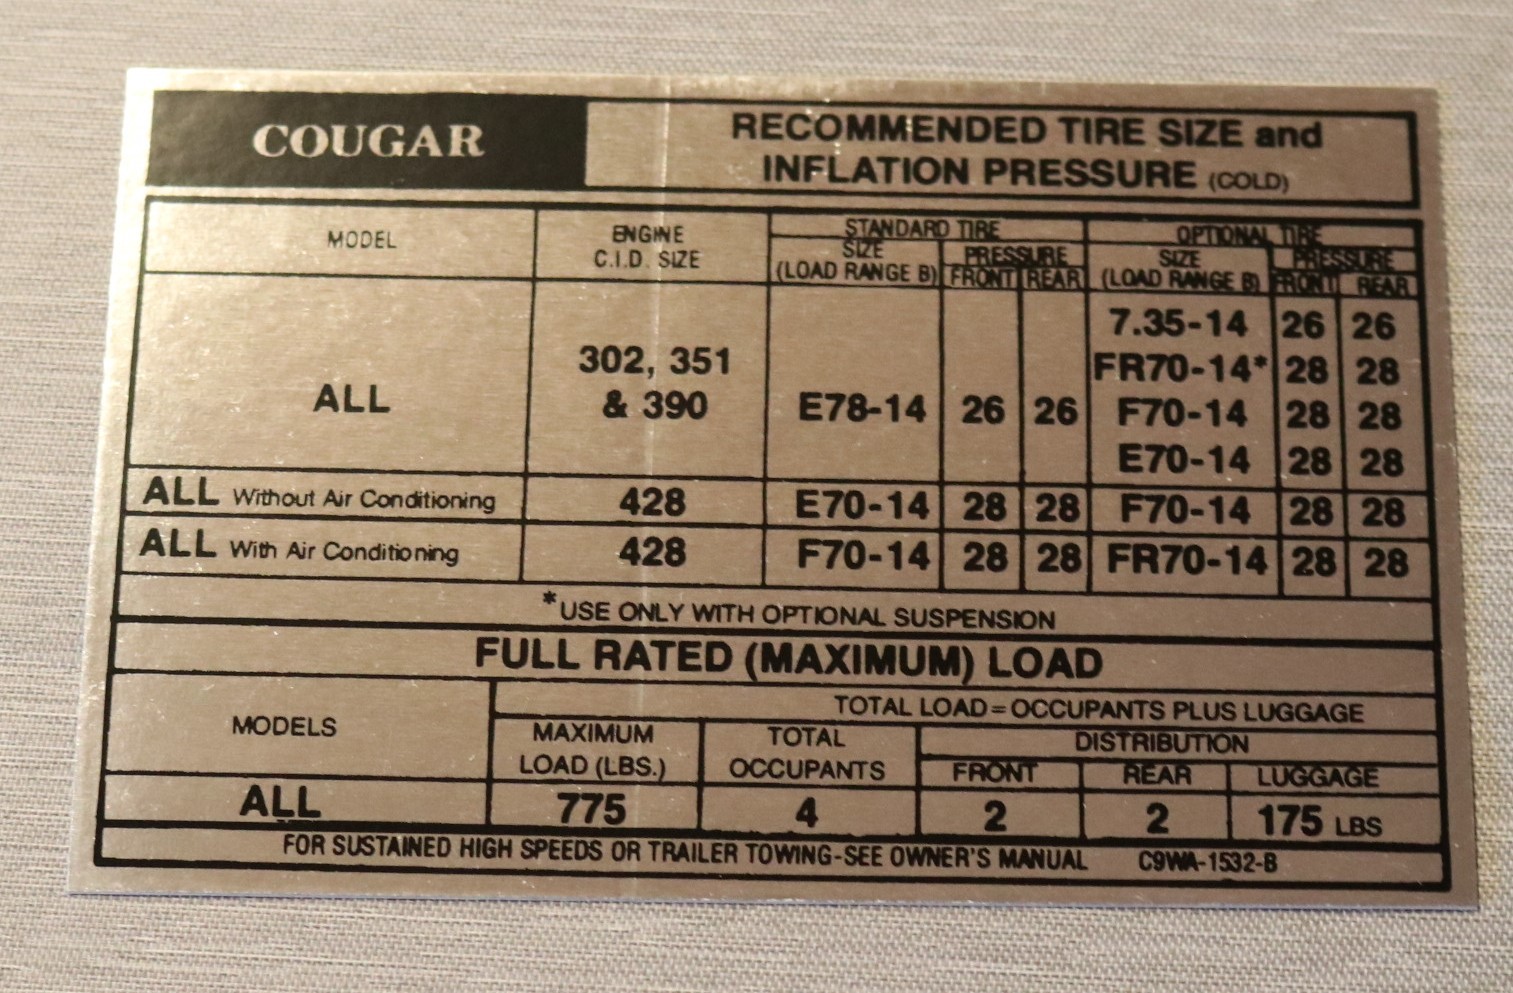 COUGAR
RECOMMENDED TIRE SIZE and
INFLATION PRESSURE (COLD)
MODEL
ENGINE
C.I.D. SIZE
STANDARD TIRE
SIZE
(LOAD RANGE B)
PRESSURE
FRONT REAR
OPTIONAL TIRE
SIZE
(LOAD RANGE B)
PRESSURE
FRONT REAR
ALL
302, 351
& 390
E78-14 26 26
7.35-14 26 26
FR70-14* 28 28
F70-14 28 28
E70-14 28 28
ALL Without Air Conditioning 428 E70-14 28 28 F70-14 28 28
ALL With Air Conditioning 428 F70-14 28 28 FR70-14 28 28
*USE ONLY WITH OPTIONAL SUSPENSION
FULL RATED (MAXIMUM) LOAD
MODELS
TOTAL LOAD=OCCUPANTS PLUS LUGGAGE
MAXIMUM
LOAD (LBS.)
TOTAL
OCCUPANTS
DISTRIBUTION
FRONT REAR LUGGAGE
ALL 775 4 2 2 175 LBS
FOR SUSTAINED HIGH SPEEDS OR TRAILER TOWING-SEE OWNER'S MANUAL C9WA-1532-B